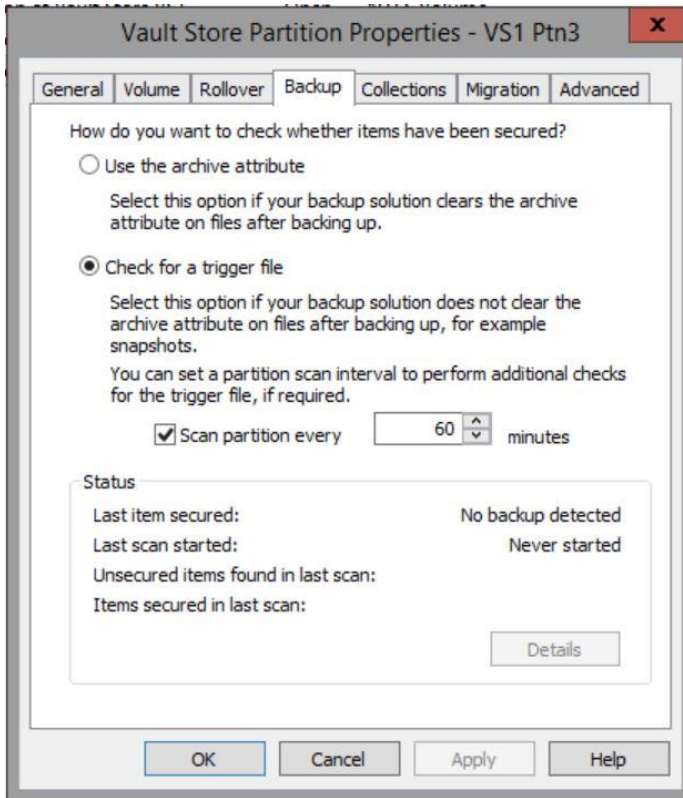 Vault Store Partition Properties - VS1 Ptn3
x
General Volume Rollover Backup Collections Migration Advanced
How do you want to check whether items have been secured?
Use the archive attribute
Select this option if your backup solution clears the archive
attribute on files after backing up.
Check for a trigger file
Select this option if your backup solution does not clear the
archive attribute on files after backing up, for example
snapshots.
You can set a partition scan interval to perform additional checks
for the trigger file, if required.
Scan partition every 60 minutes
Status
Last item secured: No backup detected
Last scan started: Never started
Unsecured items found in last scan:
Items secured in last scan:
Details
OK Cancel Apply Help